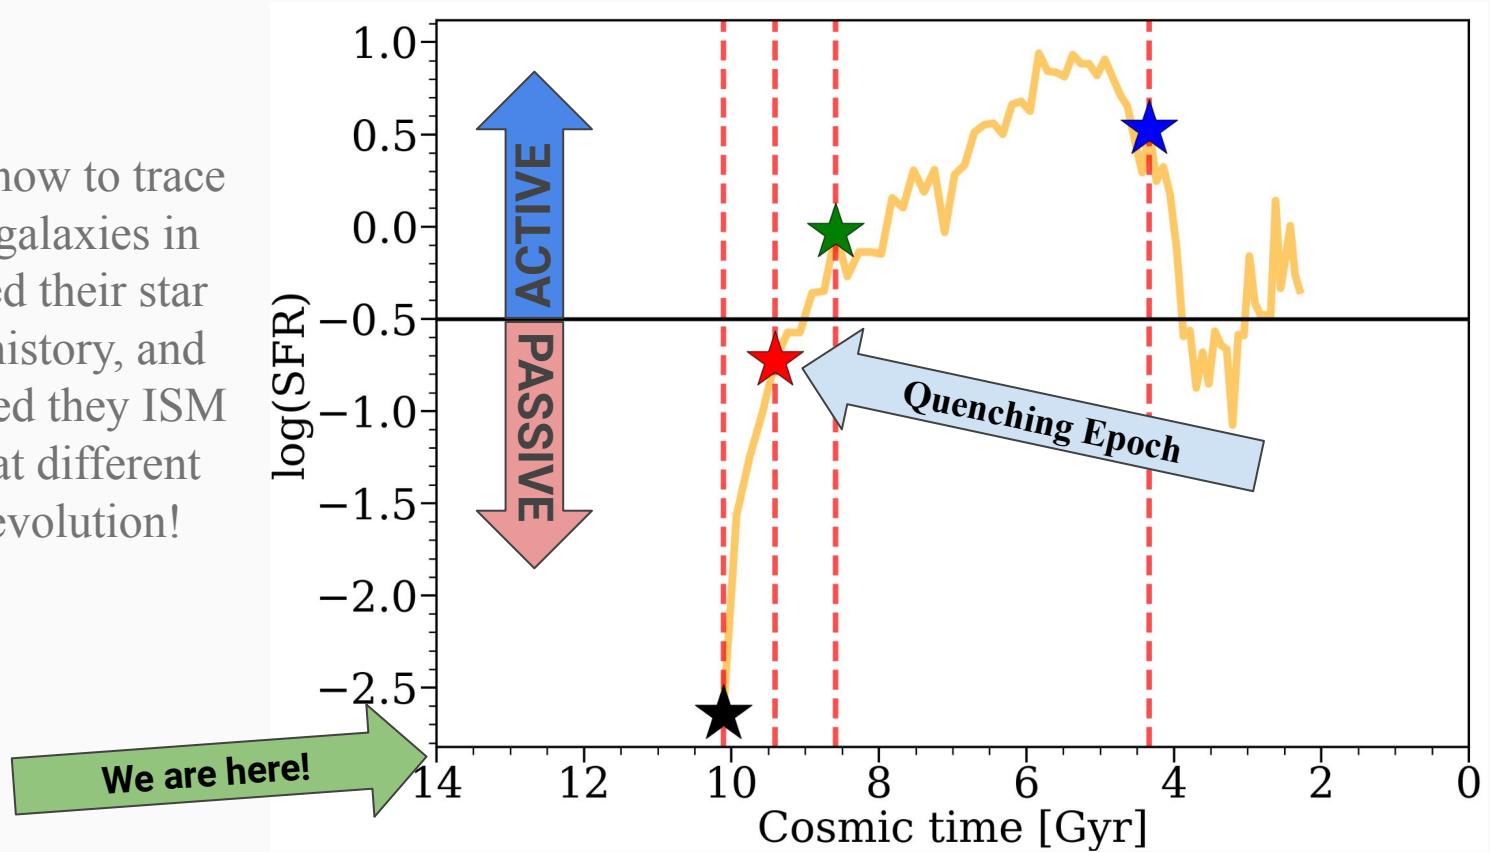 now to trace
galaxies in
ed their star
history, and
ed they ISM
at different
evolution!
We are here!
log(SFR)
1.0
0.5
0.0
−0.5
−1.0
−1.5
−2.0
−2.5
ACTIVE
PASSIVE
Quenching Epoch
14 12 10 8 6 4 2 0
Cosmic time [Gyr]